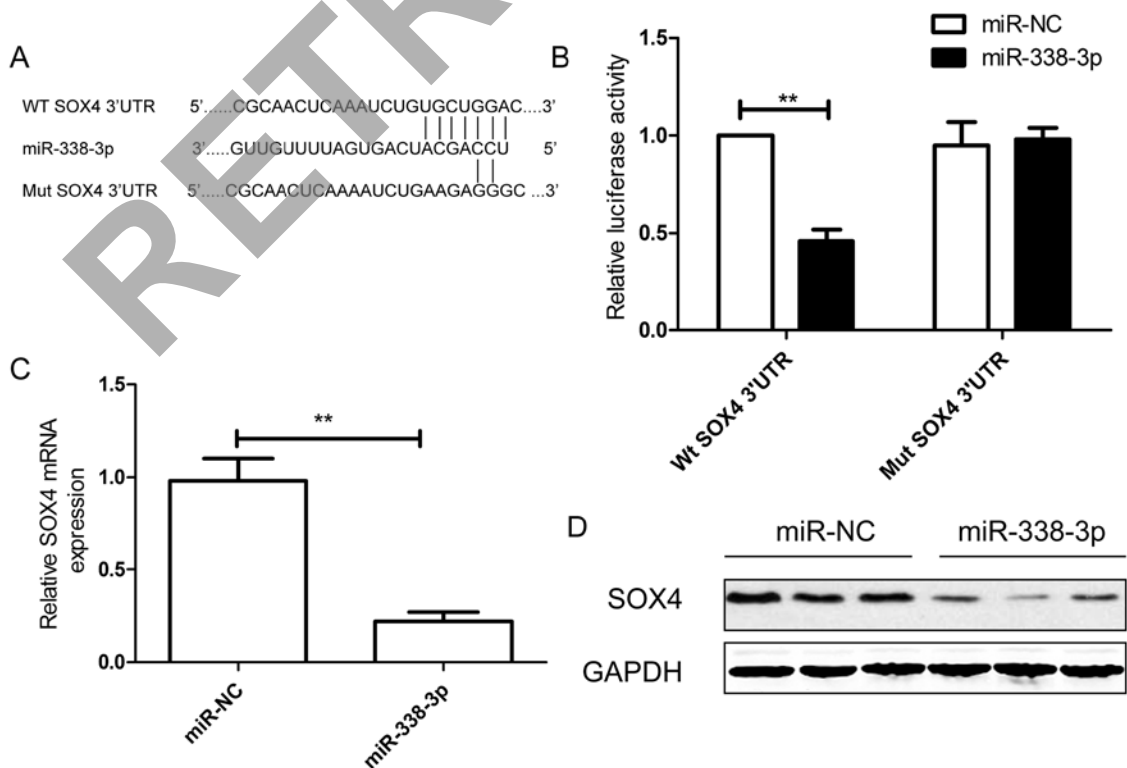 A
WT SOX4 3'UTR 5'......CGCAACUCAAAUCUGUGCUGGAC....3'
miR-338-3p 3'.....GUUGUUUUAGUGACUACGACCU 5'
Mut SOX4 3'UTR 5'.....CGCAACUCAAAAUCUGAAGAGGGC ...3'
B
miR-NC
miR-338-3p
Relative luciferase activity
1.5
1.0
0.5
0.0
**
Wt SOX4 3'UTR
Mut SOX4 3'UTR
C
Relative SOX4 mRNA
expression
1.5
1.0
0.5
0.0
**
miR-NC
miR-338-3p
D
miR-NC miR-338-3p
SOX4
GAPDH
RETR